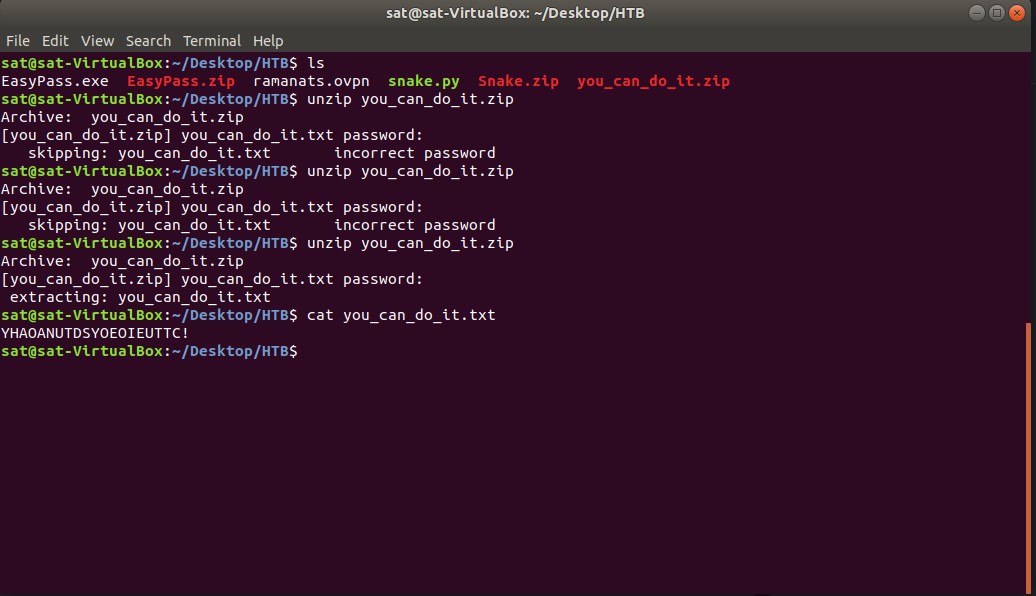 sat@sat-VirtualBox: ~/Desktop/HTB
File Edit View Search Terminal Help
sat@sat-VirtualBox:~/Desktop/HTB$ ls
EasyPass.exe  EasyPass.zip  ramanats.ovpn  snake.py  Snake.zip  you_can_do_it.zip
sat@sat-VirtualBox:~/Desktop/HTB$ unzip you_can_do_it.zip
Archive:  you_can_do_it.zip
[you_can_do_it.zip] you_can_do_it.txt password:
   skipping: you_can_do_it.txt       incorrect password
sat@sat-VirtualBox:~/Desktop/HTB$ unzip you_can_do_it.zip
Archive:  you_can_do_it.zip
[you_can_do_it.zip] you_can_do_it.txt password:
   skipping: you_can_do_it.txt       incorrect password
sat@sat-VirtualBox:~/Desktop/HTB$ unzip you_can_do_it.zip
Archive:  you_can_do_it.zip
[you_can_do_it.zip] you_can_do_it.txt password:
 extracting: you_can_do_it.txt
sat@sat-VirtualBox:~/Desktop/HTB$ cat you_can_do_it.txt
YHAOANUTDSYOEOIEUTTC!
sat@sat-VirtualBox:~/Desktop/HTB$